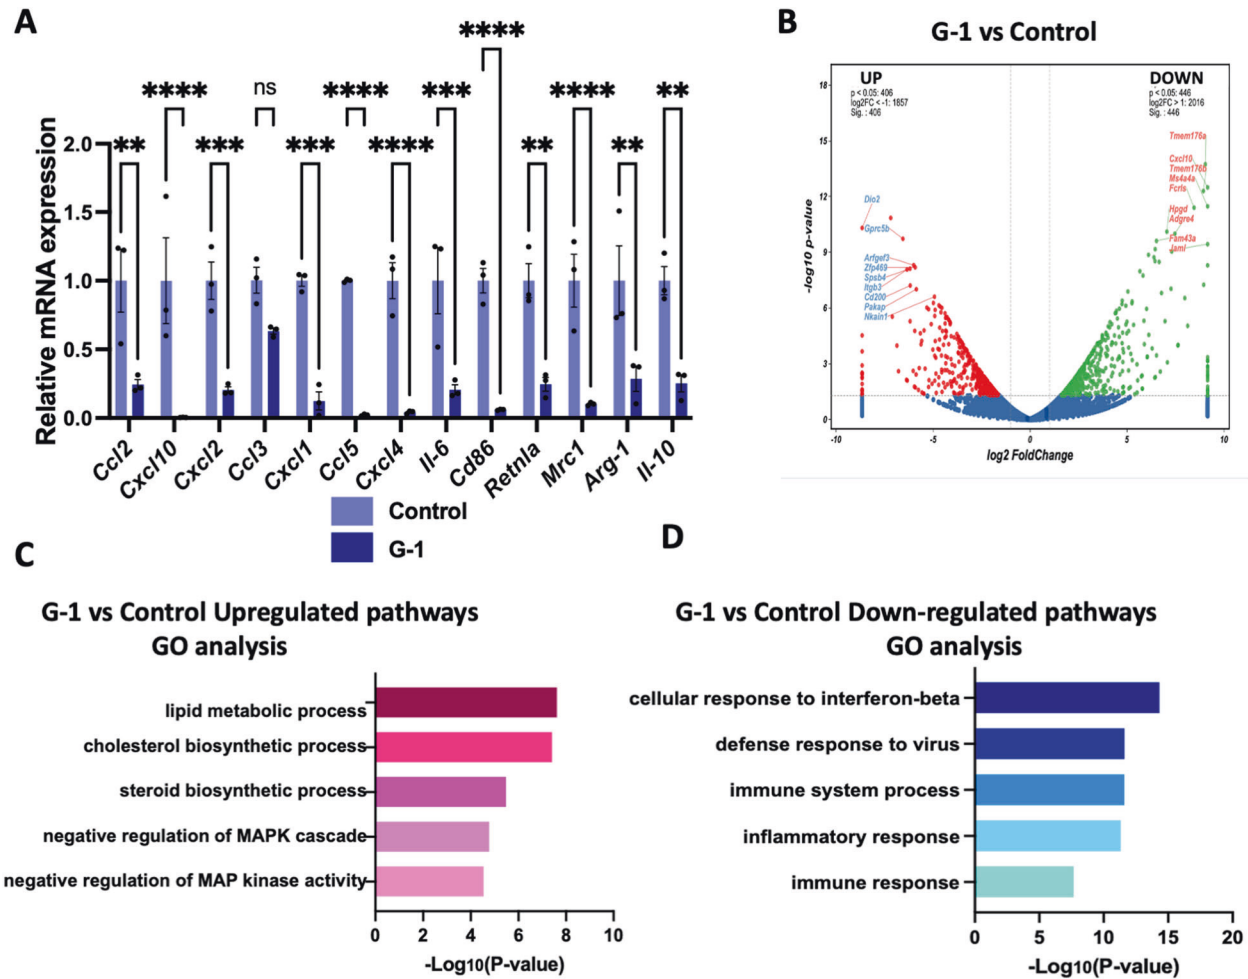 A
**** 
**** ns **** *** **** **
** *** *** **** ** **
2.0
1.5
1.0
0.5
0.0
Relative mRNA expression
Ccl2
Cxcl10
Cxcl2
Ccl3
Cxcl1
Ccl5
Cxcl4
Il-6
Cd86
Retnla
Mrc1
Arg-1
Il-10
Control
G-1
B
G-1 vs Control
UP
p < 0.05: 406
log2FC < -1: 1857
Sig. : 406
DOWN
p < 0.05: 446
log2FC > 1: 2016
Sig. : 446
Tmem176a
Cxcl10
Tmem176b
Ms4a4a
Fcrls
Hpgd
Adgre4
Fam43a
Jaml
Dio2
Gprc5b
Arfgef3
Zfp469
Spsb4
Itgb3
Cd200
Pakap
Nkain1
18
15
12
9
6
3
0
-log10 p-value
-10 -5 0 5 10
log2 FoldChange
C
G-1 vs Control Upregulated pathways
GO analysis
lipid metabolic process
cholesterol biosynthetic process
steroid biosynthetic process
negative regulation of MAPK cascade
negative regulation of MAP kinase activity
0 2 4 6 8 10
-Log10(P-value)
D
G-1 vs Control Down-regulated pathways
GO analysis
cellular response to interferon-beta
defense response to virus
immune system process
inflammatory response
immune response
0 5 10 15 20
-Log10(P-value)